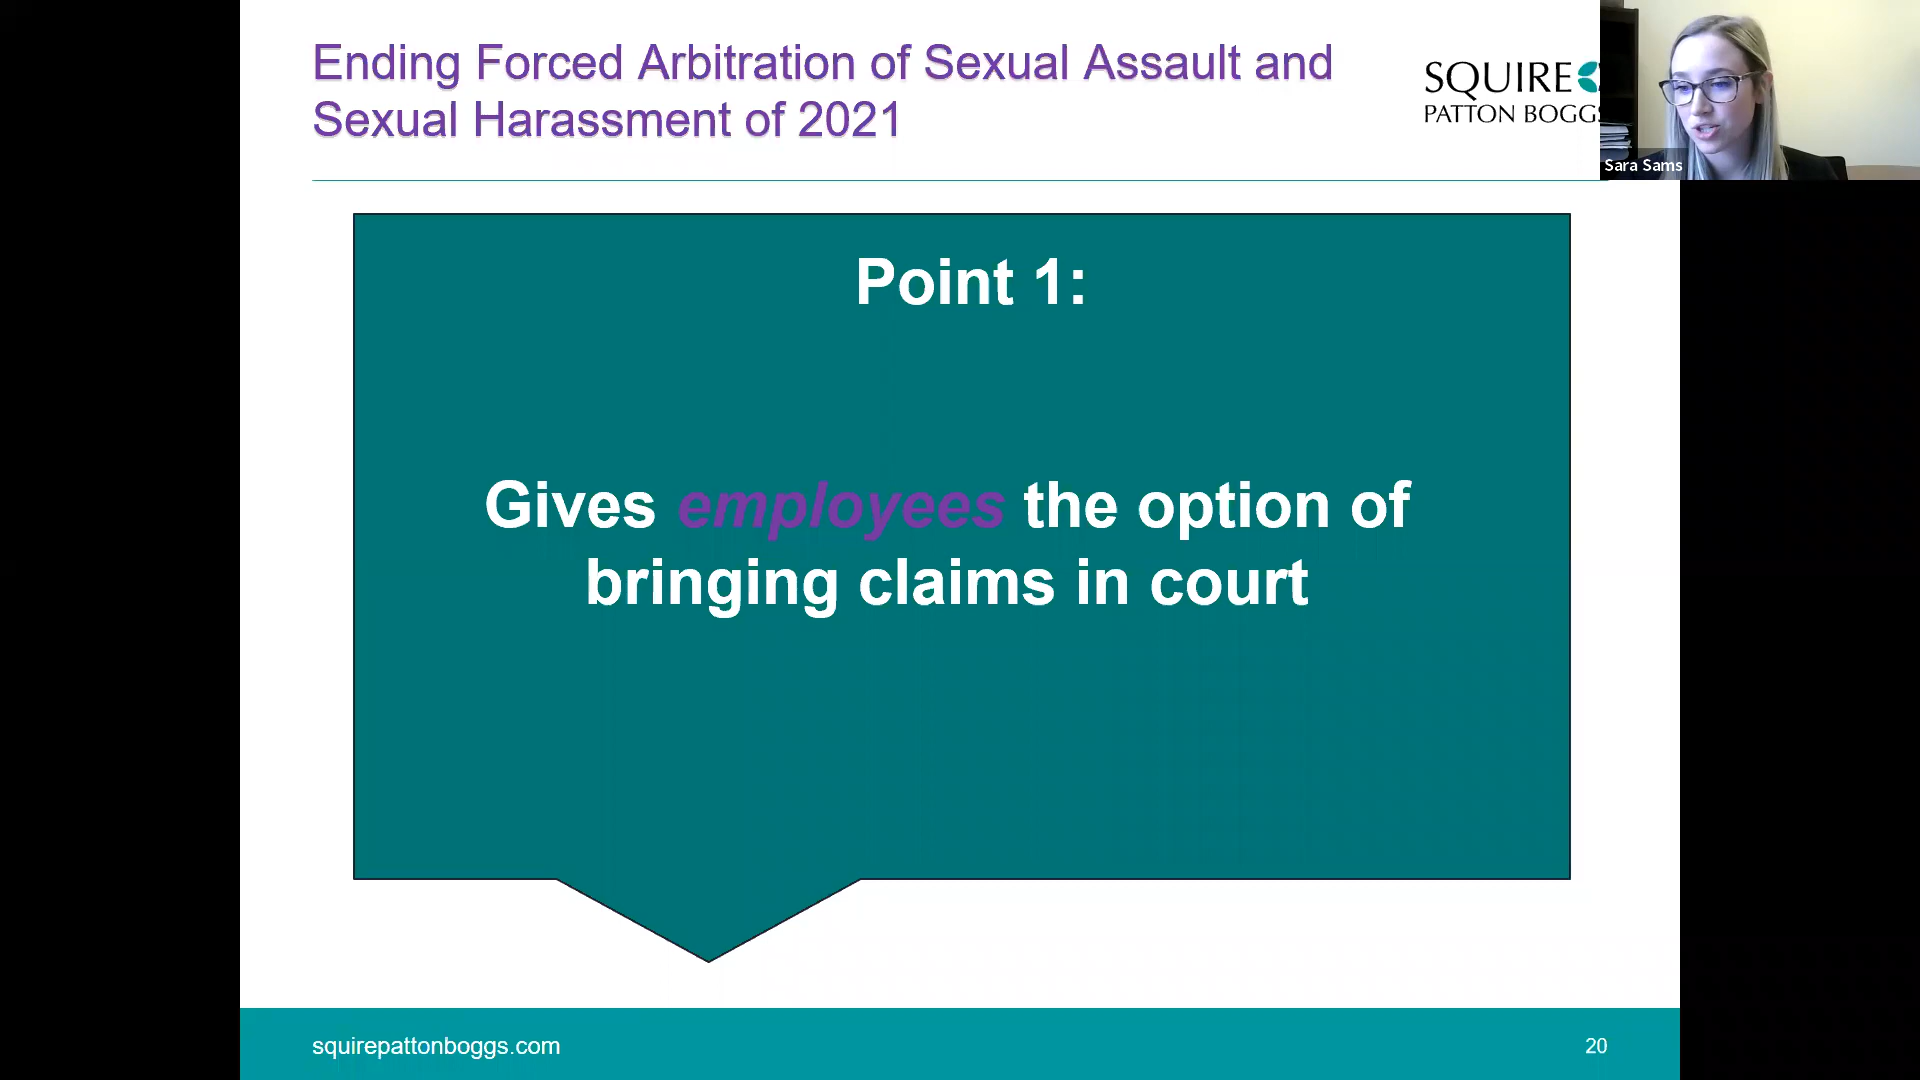 Ending Forced Arbitration of Sexual Assault and
Sexual Harassment of 2021
SQUIRE
PATTON BOGGS
Sara Sams
Point 1:
Gives employees the option of
bringing claims in court
squirepattonboggs.com
20